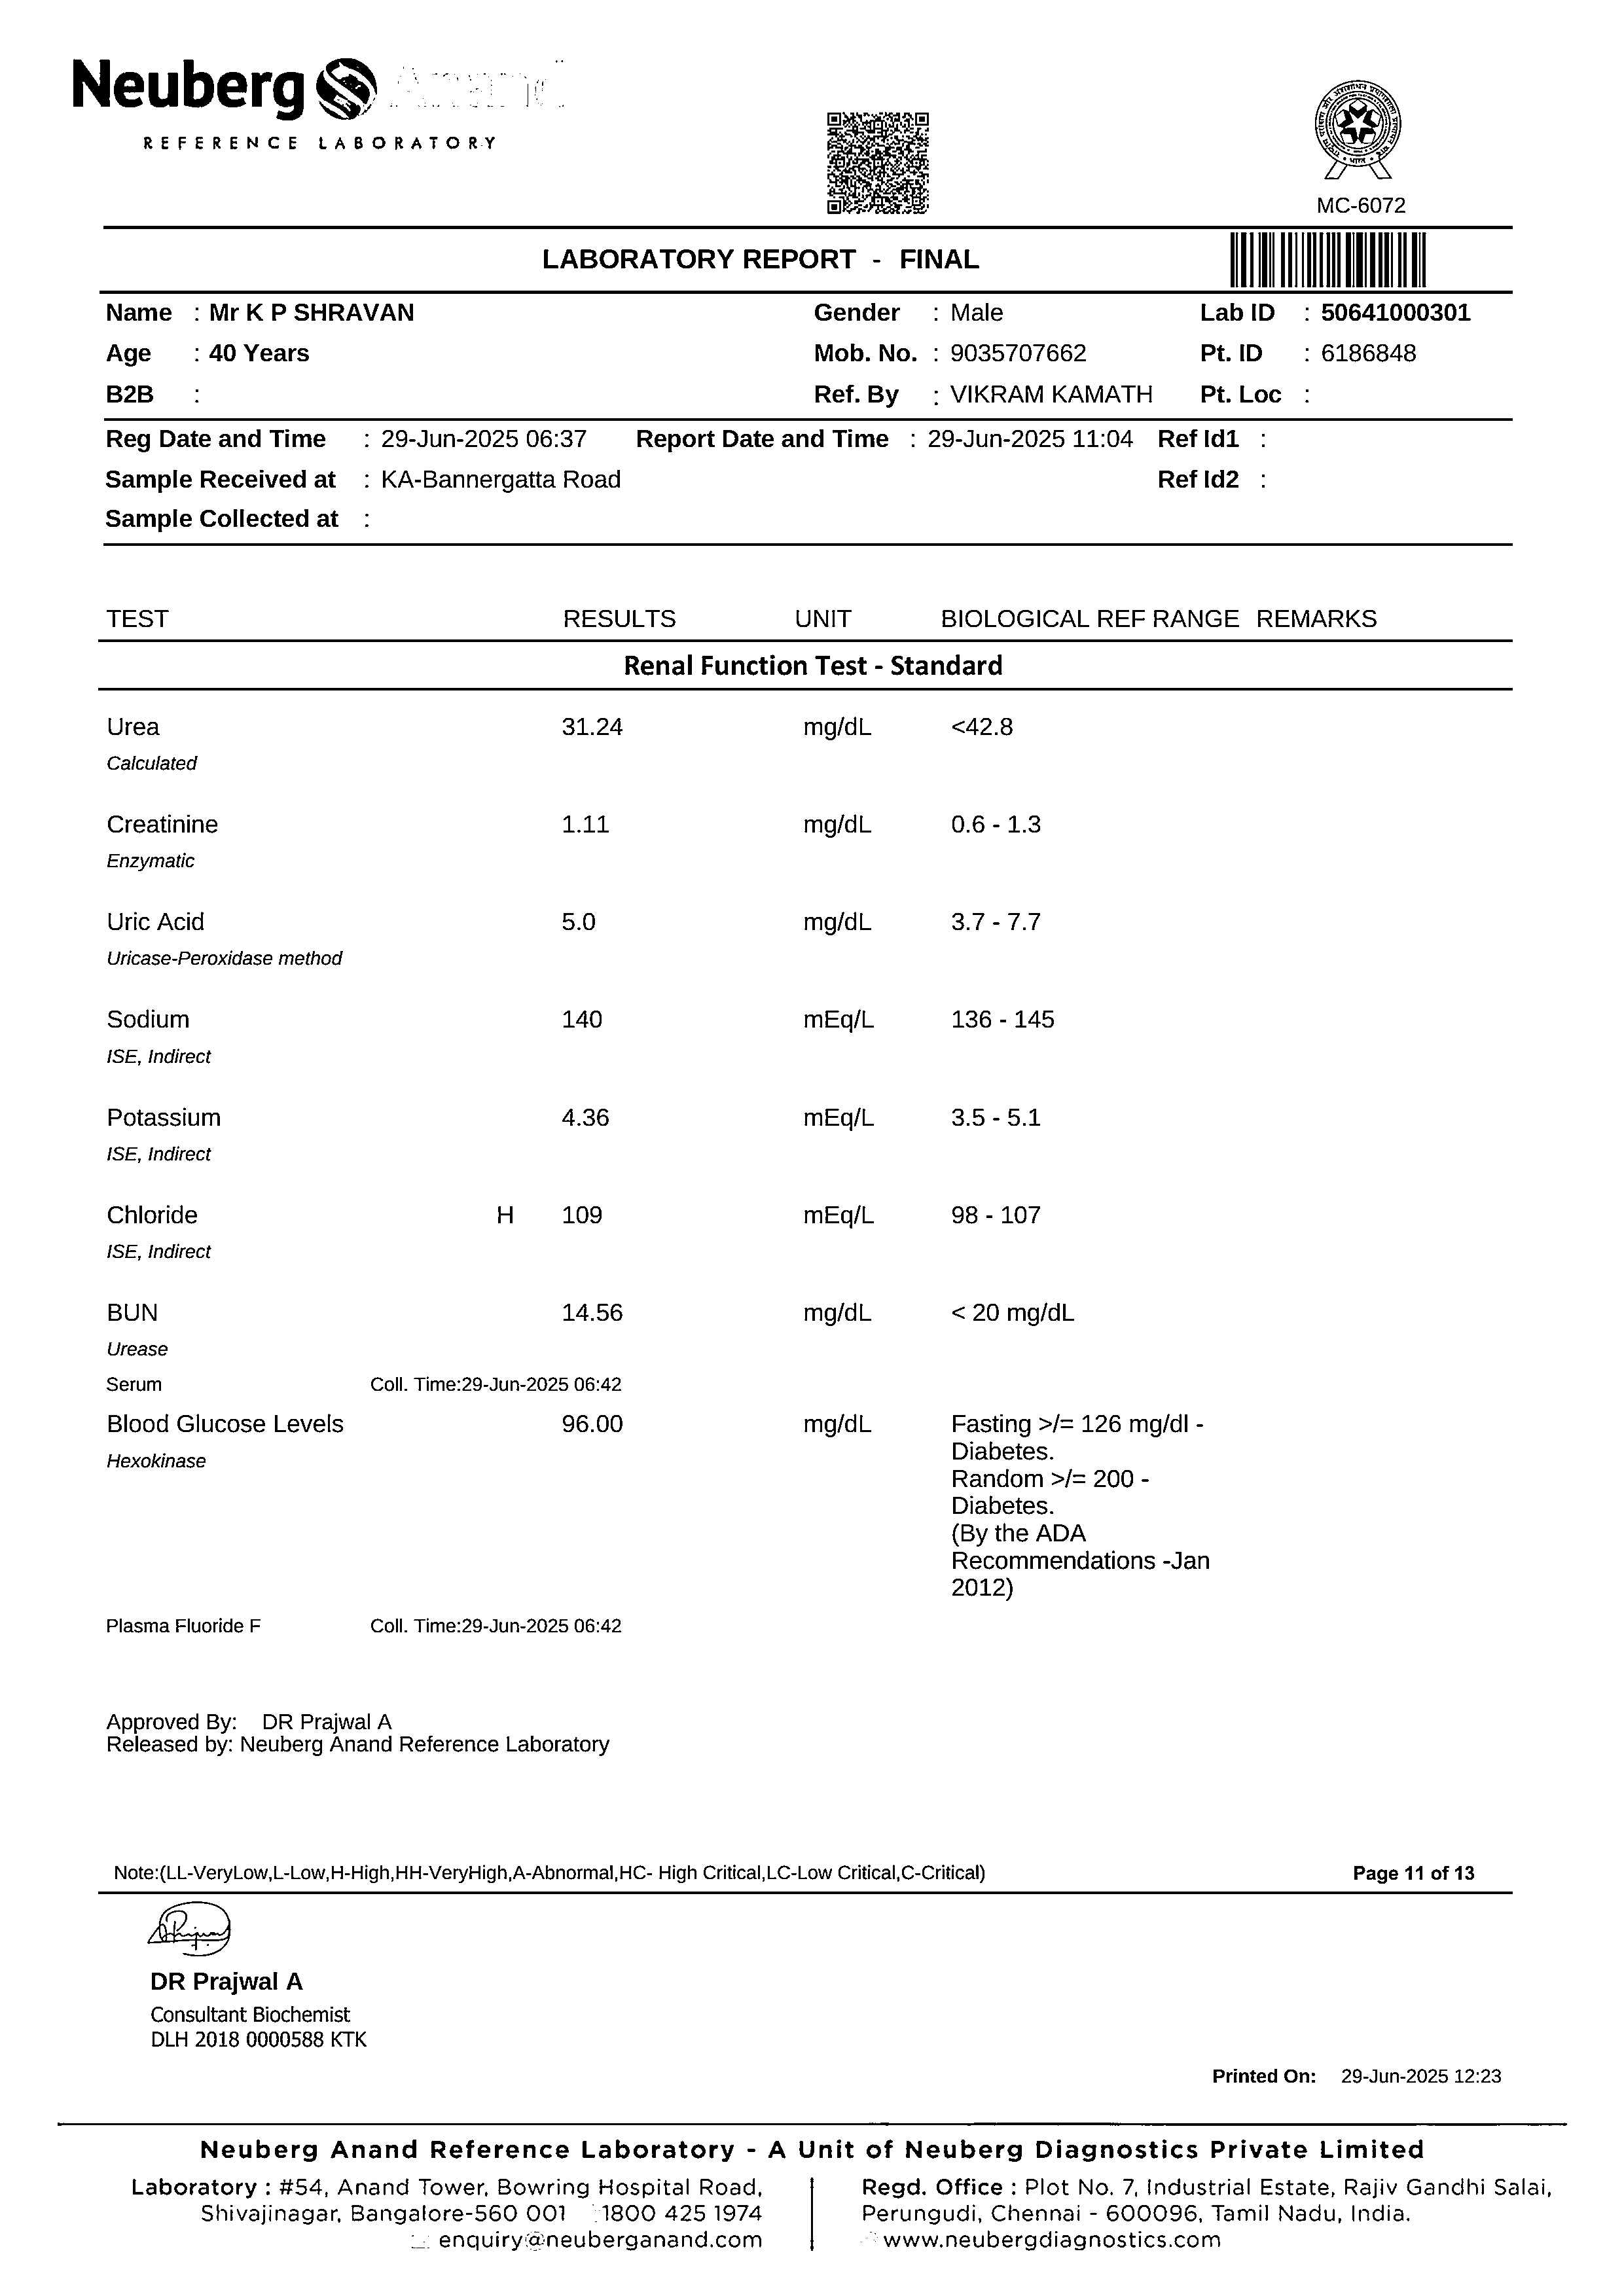 Neuberg Anand
REFERENCE LABORATORY
MC-6072
LABORATORY REPORT - FINAL
Name : Mr K P SHRAVAN Gender : Male Lab ID : 50641000301
Age : 40 Years Mob. No. : 9035707662 Pt. ID : 6186848
B2B : Ref. By : VIKRAM KAMATH Pt. Loc :
Reg Date and Time : 29-Jun-2025 06:37 Report Date and Time : 29-Jun-2025 11:04 Ref Id1 :
Sample Received at : KA-Bannergatta Road Ref Id2 :
Sample Collected at :
TEST RESULTS UNIT BIOLOGICAL REF RANGE REMARKS
Renal Function Test - Standard
Urea 31.24 mg/dL <42.8
Calculated
Creatinine 1.11 mg/dL 0.6 - 1.3
Enzymatic
Uric Acid 5.0 mg/dL 3.7 - 7.7
Uricase-Peroxidase method
Sodium 140 mEq/L 136 - 145
ISE, Indirect
Potassium 4.36 mEq/L 3.5 - 5.1
ISE, Indirect
Chloride H 109 mEq/L 98 - 107
ISE, Indirect
BUN 14.56 mg/dL < 20 mg/dL
Urease
Serum Coll. Time:29-Jun-2025 06:42
Blood Glucose Levels 96.00 mg/dL Fasting >/= 126 mg/dl -
Diabetes.
Hexokinase
Random >/= 200 -
Diabetes.
(By the ADA
Recommendations -Jan
2012)
Plasma Fluoride F Coll. Time:29-Jun-2025 06:42
Approved By: DR Prajwal A
Released by: Neuberg Anand Reference Laboratory
Note:(LL-VeryLow,L-Low,H-High,HH-VeryHigh,A-Abnormal,HC- High Critical,LC-Low Critical,C-Critical) Page 11 of 13
DR Prajwal A
Consultant Biochemist
DLH 2018 0000588 KTK
Printed On: 29-Jun-2025 12:23
Neuberg Anand Reference Laboratory - A Unit of Neuberg Diagnostics Private Limited
Laboratory : #54, Anand Tower, Bowring Hospital Road,
Shivajinagar, Bangalore-560 001 1800 425 1974
enquiry@neuberganand.com
Regd. Office : Plot No. 7, Industrial Estate, Rajiv Gandhi Salai,
Perungudi, Chennai - 600096, Tamil Nadu, India.
www.neubergdiagnostics.com